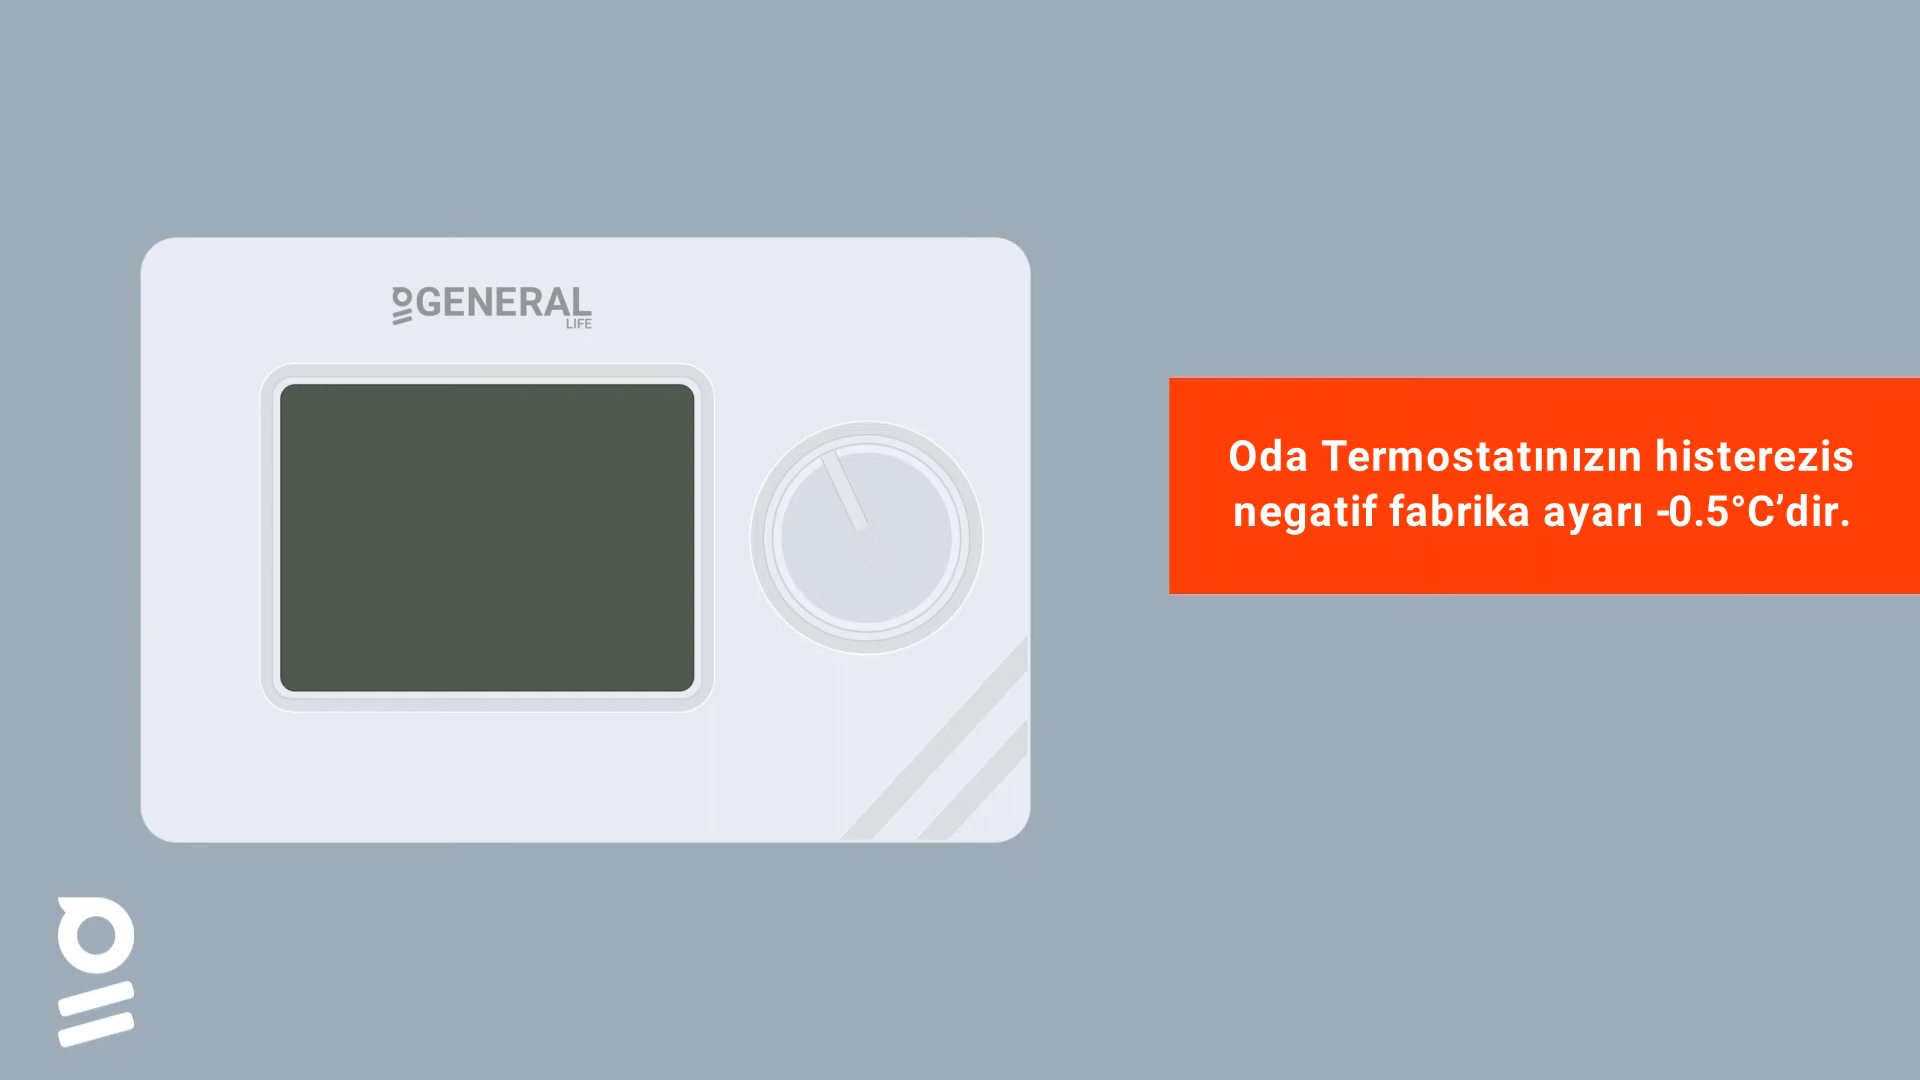 GENERAL
LIFE
Oda Termostatınızın histerezis
negatif fabrika ayarı -0.5°C’dir.